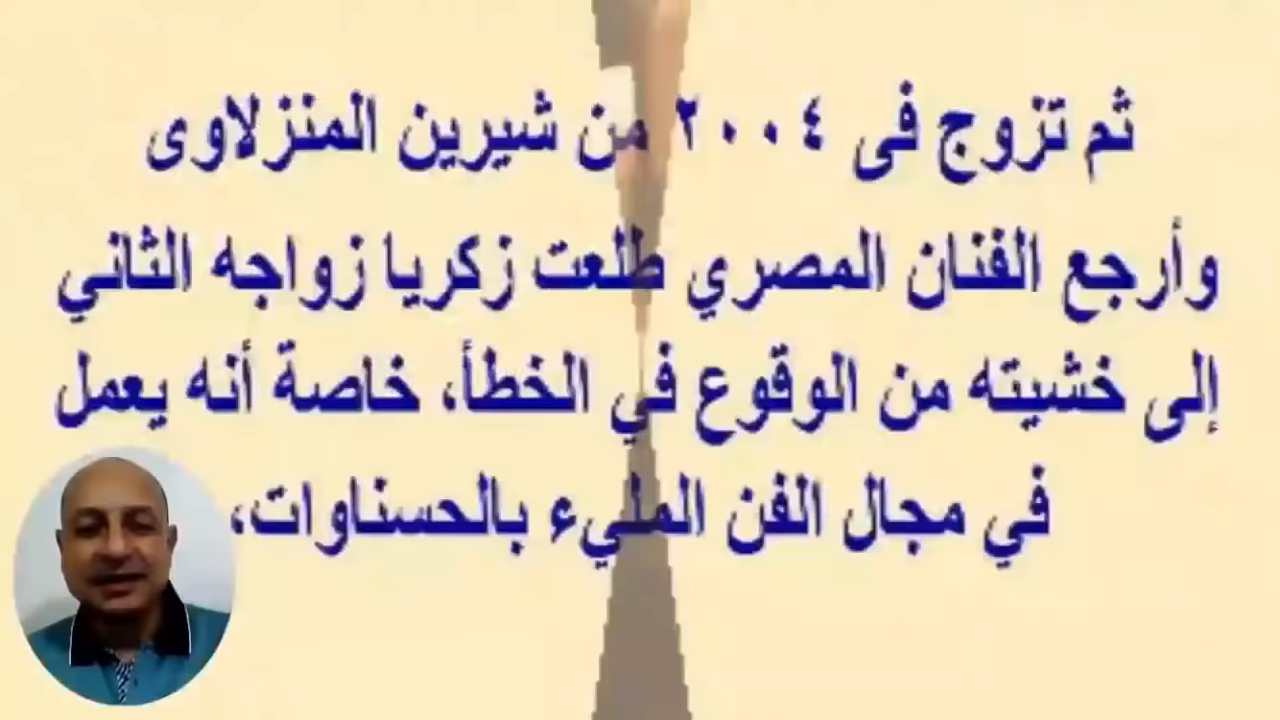 ثم تزوج فى ٢٠٠٤ من شيرين المنزلاوى
وأرجع الفنان المصري طلعت زكريا زواجه الثاني
إلى خشيته من الوقوع في الخطأ، خاصة أنه يعمل
في مجال الفن المليء بالحسناوات،